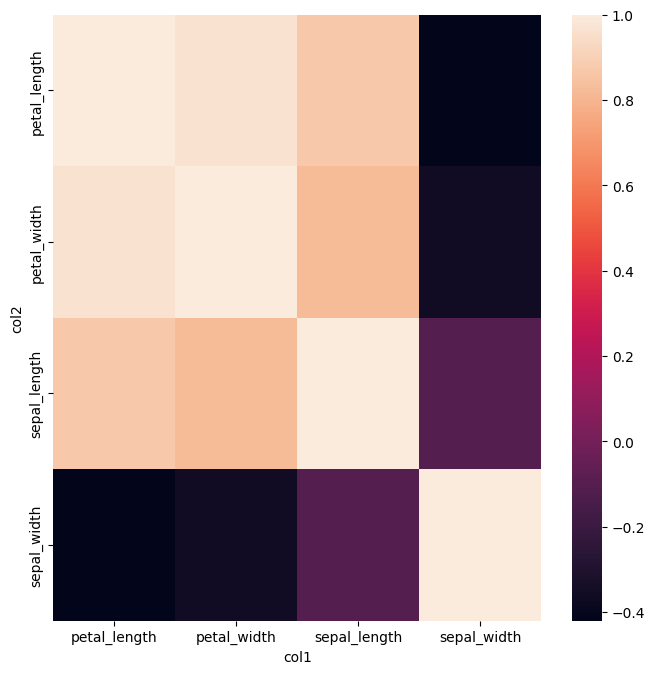 petal_length
petal_width
sepal_length
sepal_width
col2
petal_length
petal_width
sepal_length
sepal_width
col1
1.0
0.8
0.6
0.4
0.2
0.0
−0.2
−0.4